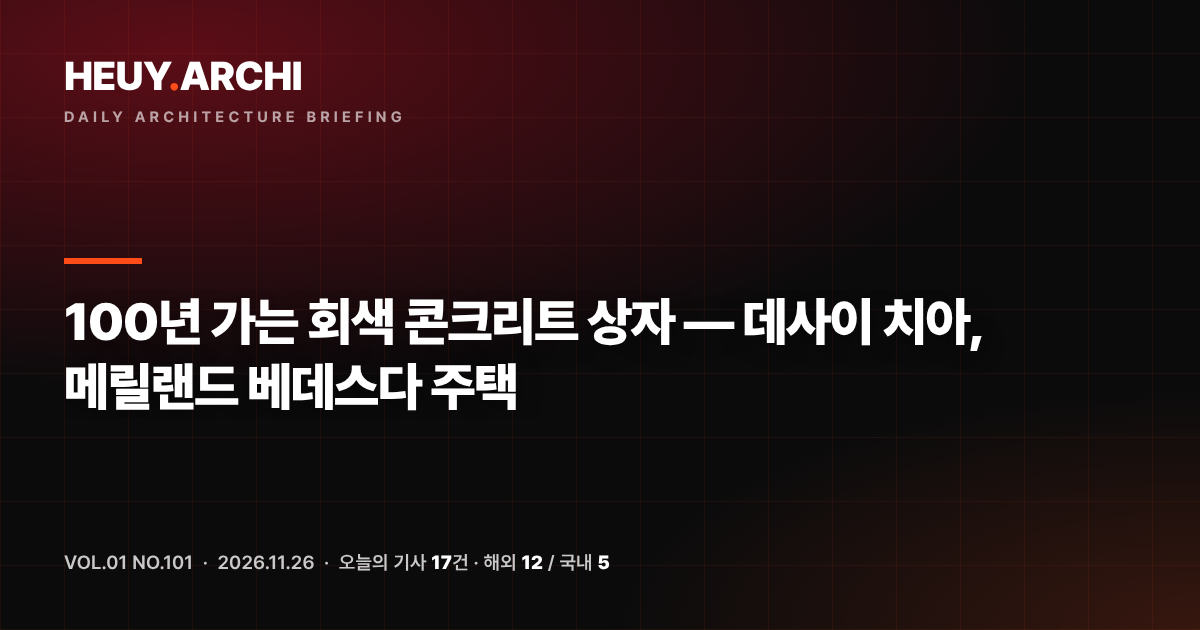 HEUY.ARCHI
DAILY ARCHITECTURE BRIEFING
100년 가는 회색 콘크리트 상자 — 데사이 치아,
메릴랜드 베데스다 주택
VOL.01 NO.101 · 2026.11.26 · 오늘의 기사 17건 · 해외 12 / 국내 5